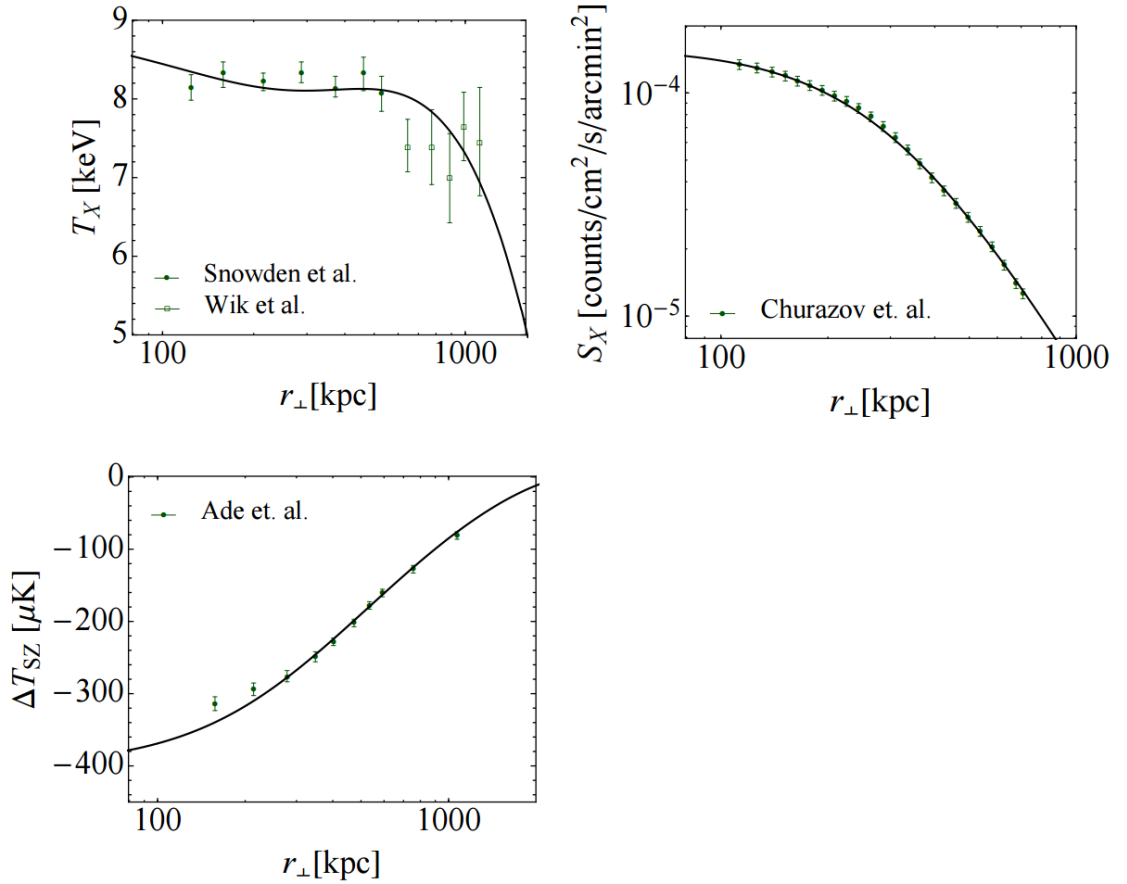 9
8
7
6
5
T_X [keV]
Snowden et al.
Wik et al.
100
1000
r_⊥[kpc]
10^{-4}
10^{-5}
S_X [counts/cm^2/s/arcmin^2]
Churazov et. al.
100
1000
r_⊥[kpc]
0
−100
−200
−300
−400
ΔT_{SZ} [μK]
Ade et. al.
100
1000
r_⊥[kpc]